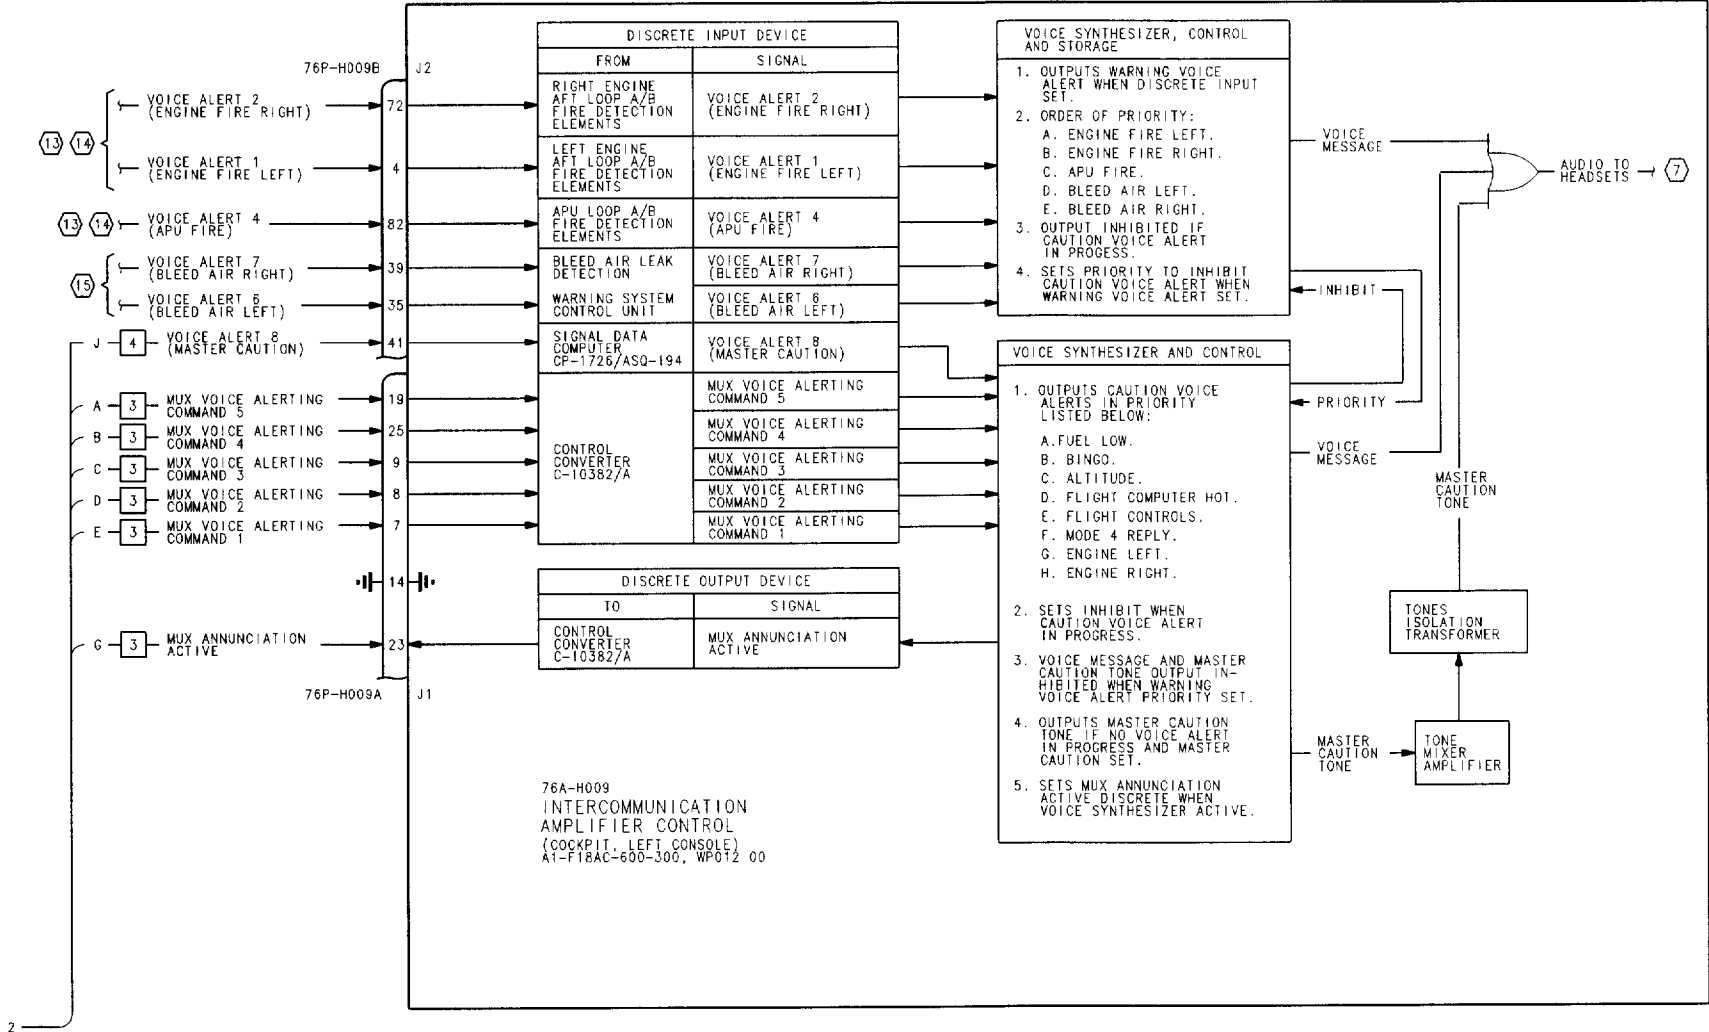 76P-H009B
J2
13
14
VOICE ALERT 2
(ENGINE FIRE RIGHT)
72
VOICE ALERT 1
(ENGINE FIRE LEFT)
4
13
14
VOICE ALERT 4
(APU FIRE)
82
15
VOICE ALERT 7
(BLEED AIR RIGHT)
39
VOICE ALERT 6
(BLEED AIR LEFT)
35
J
4
VOICE ALERT 8
(MASTER CAUTION)
41
A
3
MUX VOICE ALERTING
COMMAND 5
19
B
3
MUX VOICE ALERTING
COMMAND 4
25
C
3
MUX VOICE ALERTING
COMMAND 3
9
D
3
MUX VOICE ALERTING
COMMAND 2
8
E
3
MUX VOICE ALERTING
COMMAND 1
7
14
G
3
MUX ANNUNCIATION
ACTIVE
23
76P-H009A
J1
2
DISCRETE INPUT DEVICE
FROM
SIGNAL
RIGHT ENGINE
AFT LOOP A/B
FIRE DETECTION
ELEMENTS
VOICE ALERT 2
(ENGINE FIRE RIGHT)
LEFT ENGINE
AFT LOOP A/B
FIRE DETECTION
ELEMENTS
VOICE ALERT 1
(ENGINE FIRE LEFT)
APU LOOP A/B
FIRE DETECTION
ELEMENTS
VOICE ALERT 4
(APU FIRE)
BLEED AIR LEAK
DETECTION
WARNING SYSTEM
CONTROL UNIT
VOICE ALERT 7
(BLEED AIR RIGHT)
VOICE ALERT 6
(BLEED AIR LEFT)
SIGNAL DATA
COMPUTER
CP-1726/ASQ-194
VOICE ALERT 8
(MASTER CAUTION)
CONTROL
CONVERTER
C-10382/A
MUX VOICE ALERTING
COMMAND 5
MUX VOICE ALERTING
COMMAND 4
MUX VOICE ALERTING
COMMAND 3
MUX VOICE ALERTING
COMMAND 2
MUX VOICE ALERTING
COMMAND 1
DISCRETE OUTPUT DEVICE
TO
SIGNAL
CONTROL
CONVERTER
C-10382/A
MUX ANNUNCIATION
ACTIVE
76A-H009
INTERCOMMUNICATION
AMPLIFIER CONTROL
(COCKPIT, LEFT CONSOLE)
A1-F18AC-600-300, WP012 00
VOICE SYNTHESIZER, CONTROL
AND STORAGE
1. OUTPUTS WARNING VOICE
ALERT WHEN DISCRETE INPUT
SET.
2. ORDER OF PRIORITY:
A. ENGINE FIRE LEFT.
B. ENGINE FIRE RIGHT.
C. APU FIRE.
D. BLEED AIR LEFT.
E. BLEED AIR RIGHT.
3. OUTPUT INHIBITED IF
CAUTION VOICE ALERT
IN PROGESS.
4. SETS PRIORITY TO INHIBIT
CAUTION VOICE ALERT WHEN
WARNING VOICE ALERT SET.
VOICE SYNTHESIZER AND CONTROL
1. OUTPUTS CAUTION VOICE
ALERTS IN PRIORITY
LISTED BELOW:
A.FUEL LOW.
B. BINGO.
C. ALTITUDE.
D. FLIGHT COMPUTER HOT.
E. FLIGHT CONTROLS.
F. MODE 4 REPLY.
G. ENGINE LEFT.
H. ENGINE RIGHT.
2. SETS INHIBIT WHEN
CAUTION VOICE ALERT
IN PROGRESS.
3. VOICE MESSAGE AND MASTER
CAUTION TONE OUTPUT IN-
HIBITED WHEN WARNING
VOICE ALERT PRIORITY SET.
4. OUTPUTS MASTER CAUTION
TONE IF NO VOICE ALERT
IN PROGRESS AND MASTER
CAUTION SET.
5. SETS MUX ANNUNCIATION
ACTIVE DISCRETE WHEN
VOICE SYNTHESIZER ACTIVE.
VOICE
MESSAGE
AUDIO TO
HEADSETS
7
INHIBIT
PRIORITY
VOICE
MESSAGE
MASTER
CAUTION
TONE
TONES
ISOLATION
TRANSFORMER
MASTER
CAUTION
TONE
TONE
MIXER
AMPLIFIER